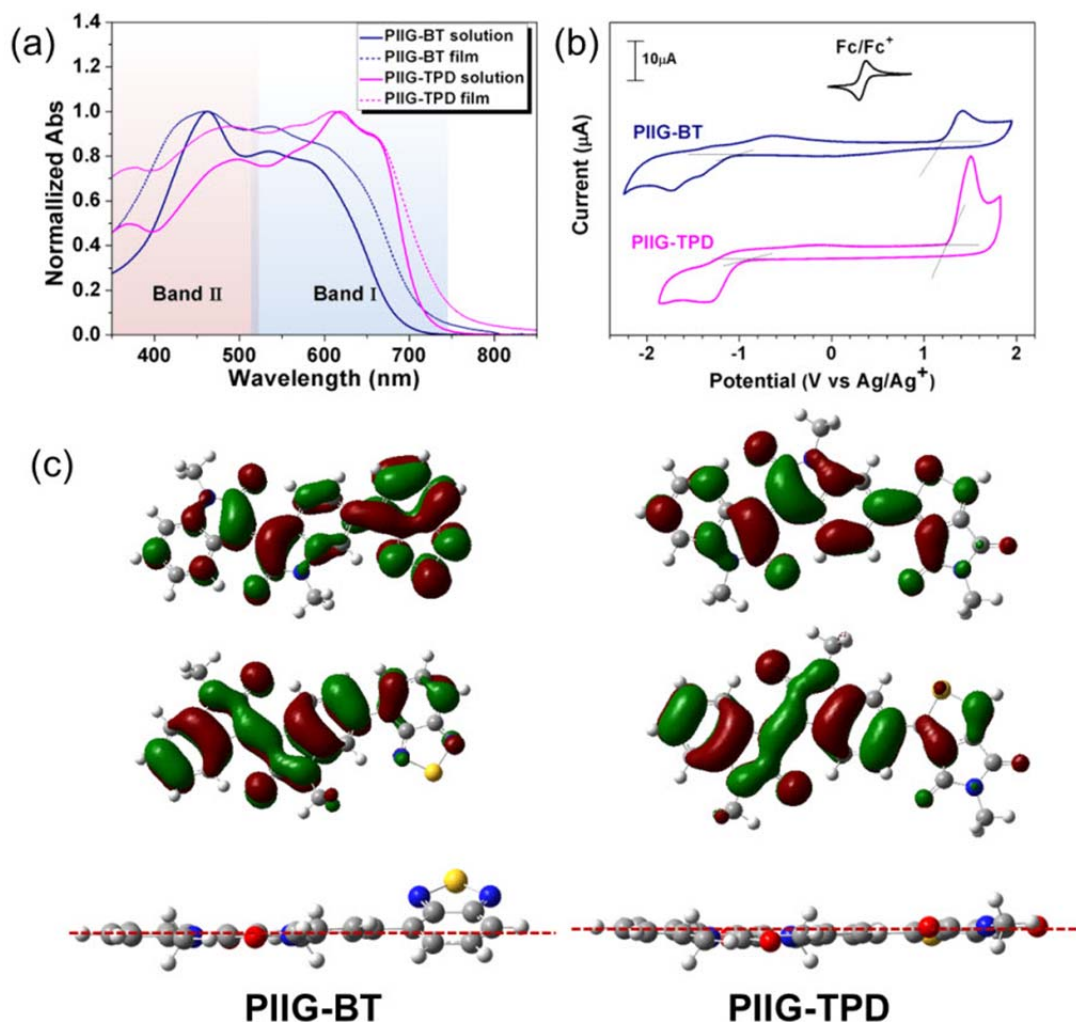 (a)
1.4
1.2
1.0
0.8
0.6
0.4
0.2
0.0
Normallized Abs
PIIG-BT solution
PIIG-BT film
PIIG-TPD solution
PIIG-TPD film
Band II
Band I
400
500
600
700
800
Wavelength (nm)
(b)
10μA
Fc/Fc+
PIIG-BT
PIIG-TPD
Current (μA)
-2
-1
0
1
2
Potential (V vs Ag/Ag+)
(c)
PIIG-BT
PIIG-TPD